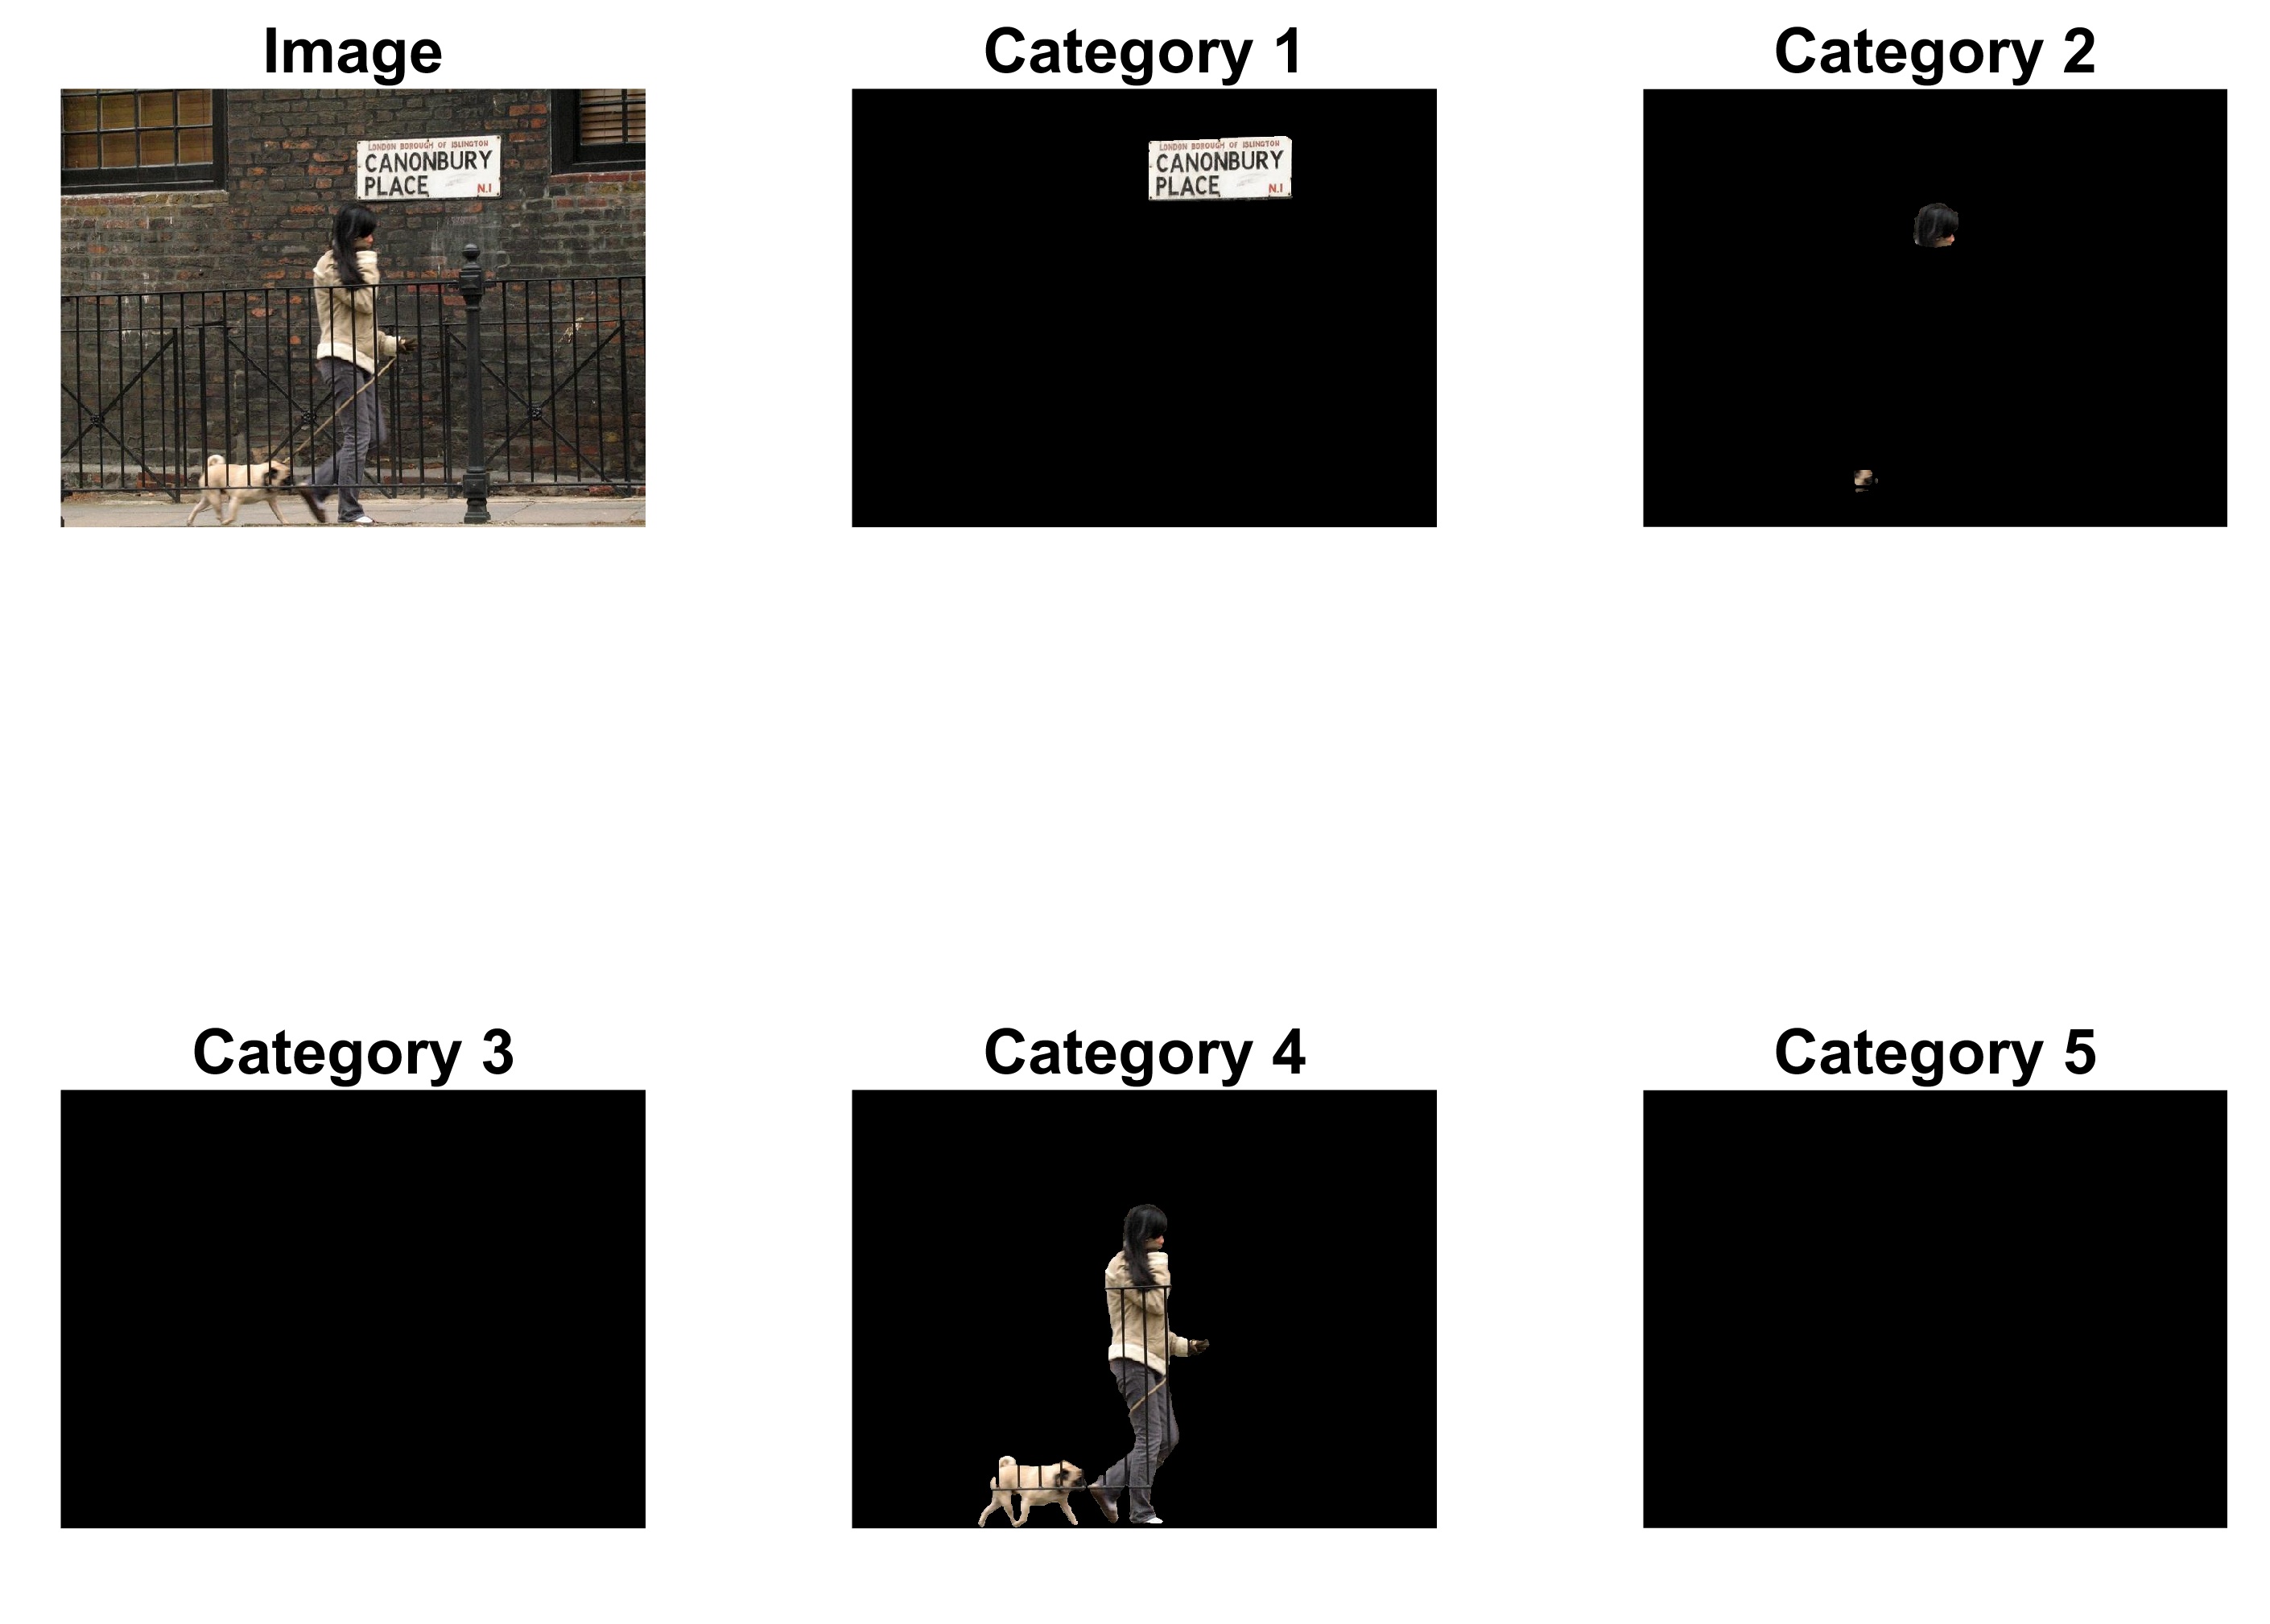 Image
Category 1
Category 2
LONDON BOROUGH OF ISLINGTON
CANONBURY
PLACE
N.1
LONDON BOROUGH OF ISLINGTON
CANONBURY
PLACE
N.1
Category 3
Category 4
Category 5